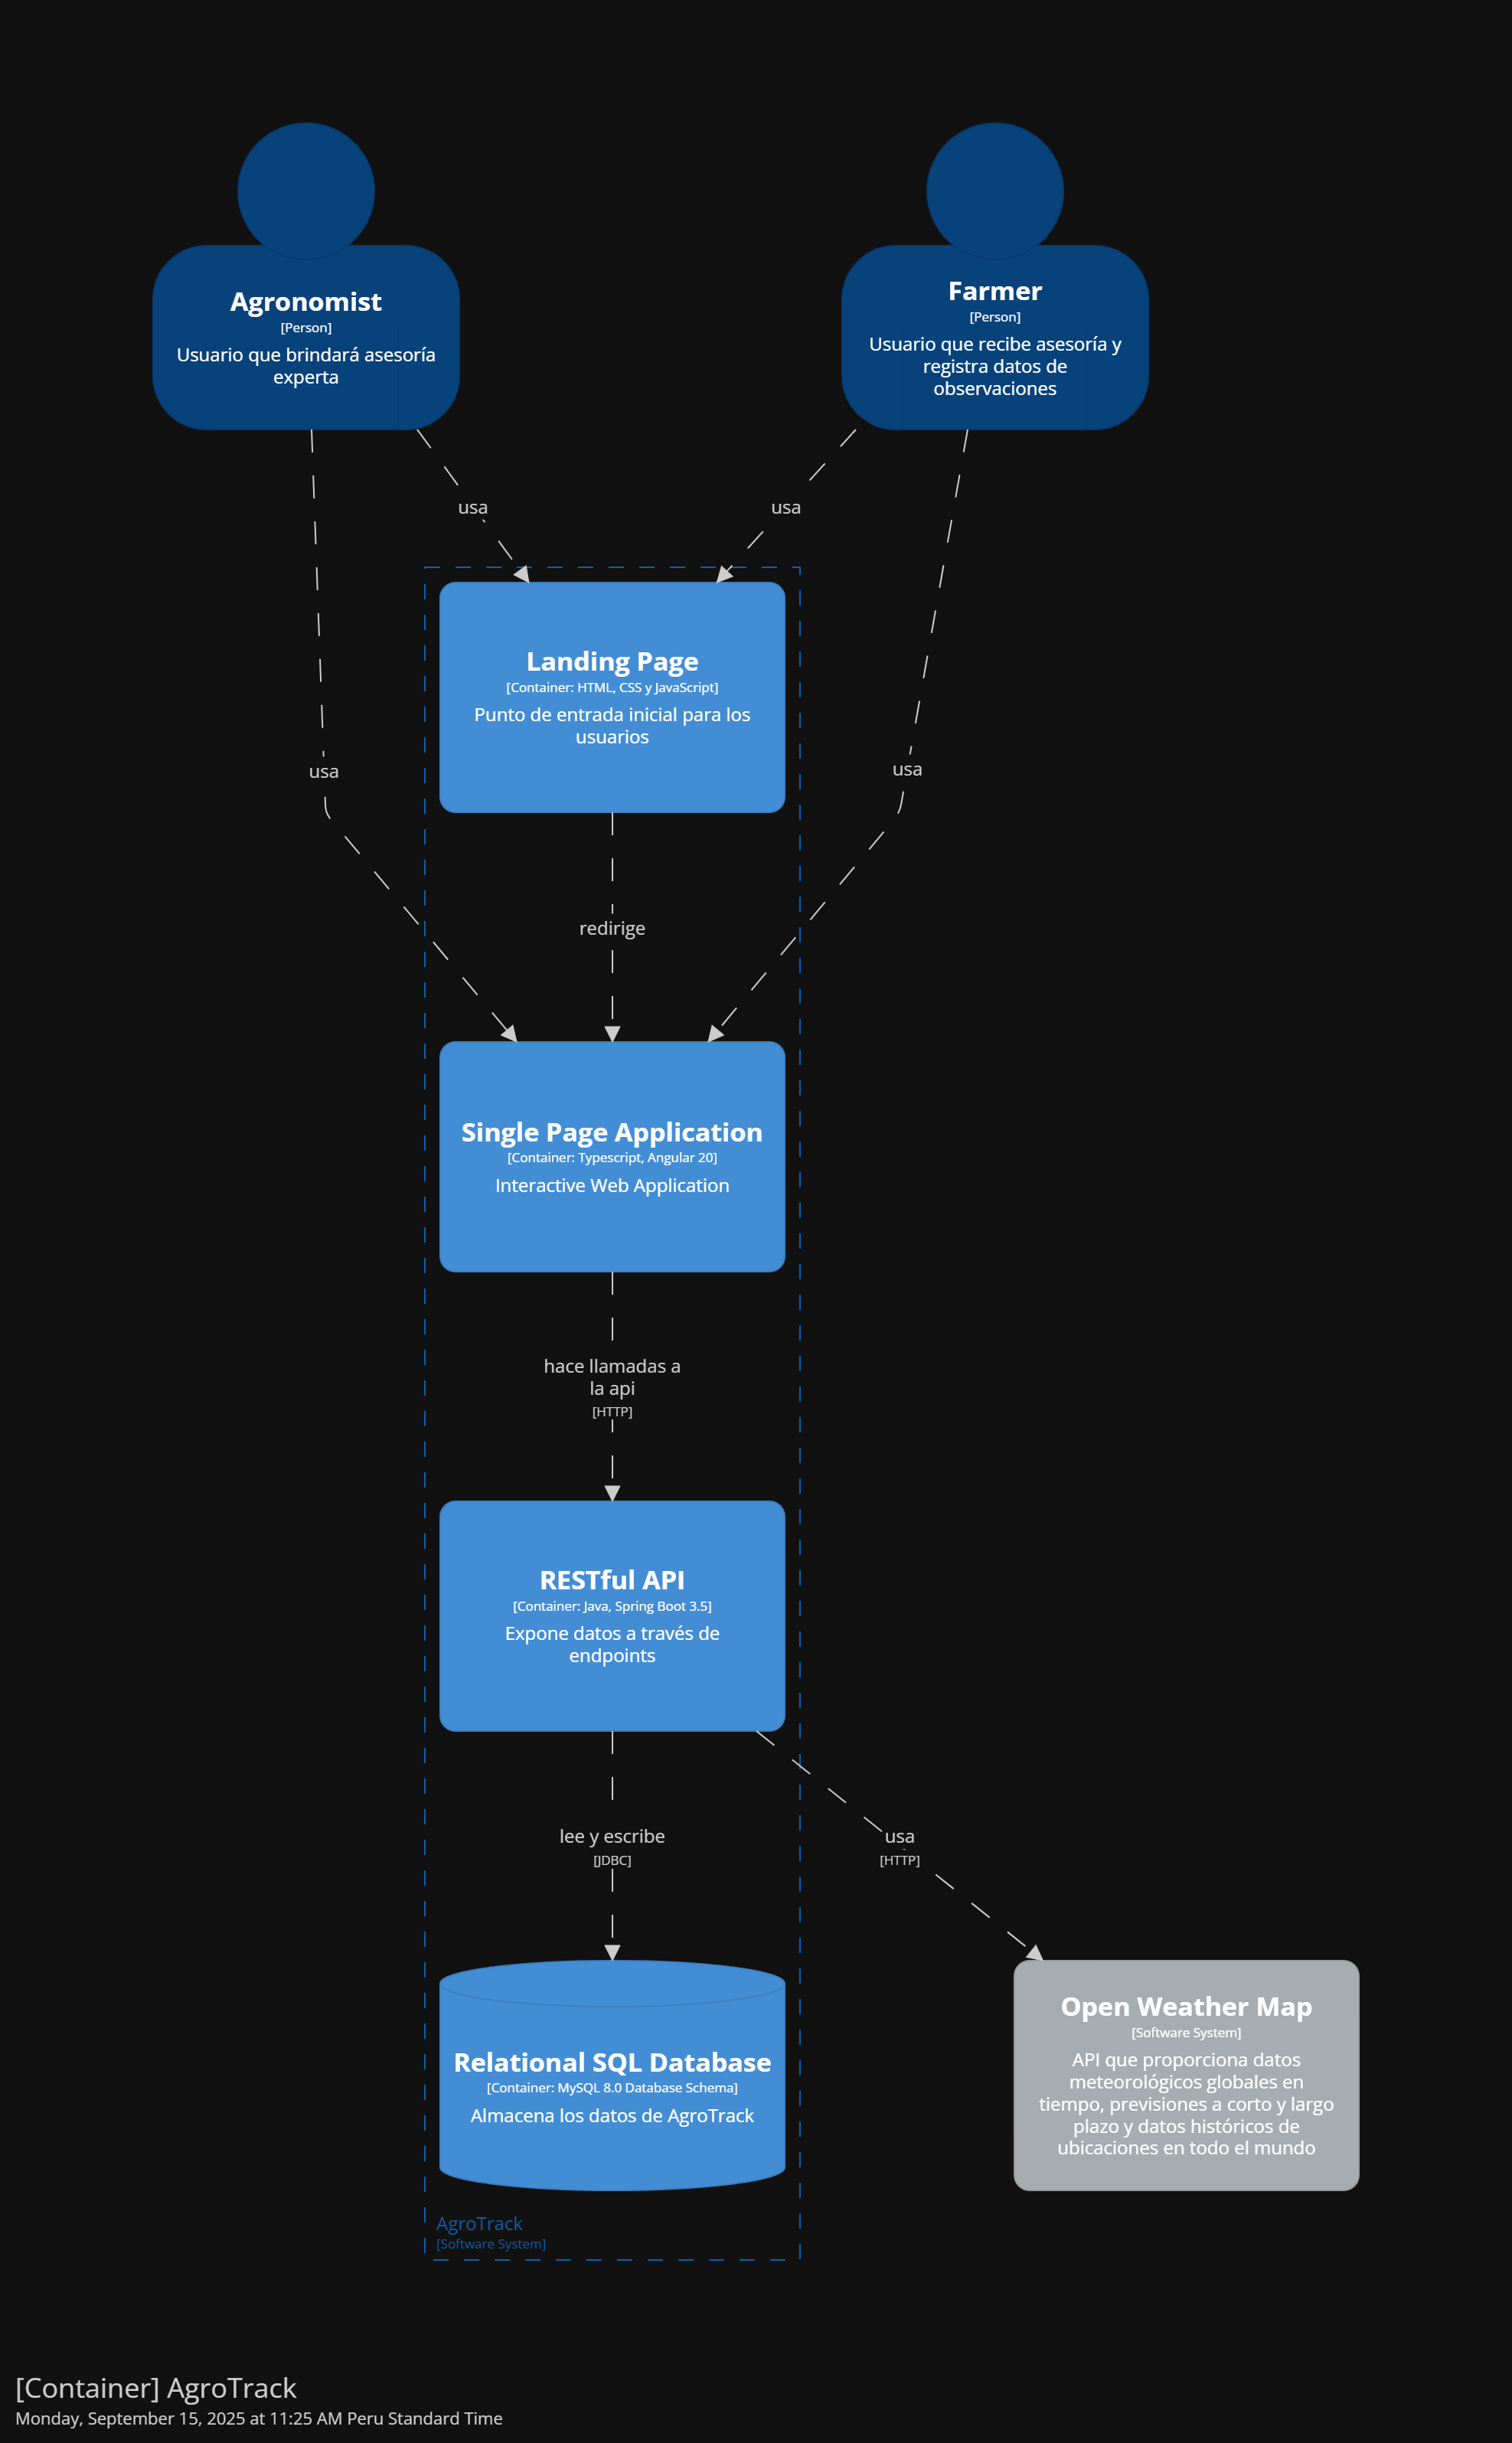 Agronomist
[Person]
Usuario que brindará asesoría
experta
Farmer
[Person]
Usuario que recibe asesoría y
registra datos de
observaciones
usa
usa
Landing Page
[Container: HTML, CSS y JavaScript]
Punto de entrada inicial para los
usuarios
usa
usa
redirige
Single Page Application
[Container: Typescript, Angular 20]
Interactive Web Application
hace llamadas a
la api
[HTTP]
RESTful API
[Container: Java, Spring Boot 3.5]
Expone datos a través de
endpoints
lee y escribe
[JDBC]
usa
[HTTP]
Relational SQL Database
[Container: MySQL 8.0 Database Schema]
Almacena los datos de AgroTrack
Open Weather Map
[Software System]
API que proporciona datos
meteorológicos globales en
tiempo, previsiones a corto y largo
plazo y datos históricos de
ubicaciones en todo el mundo
AgroTrack
[Software System]
[Container] AgroTrack
Monday, September 15, 2025 at 11:25 AM Peru Standard Time